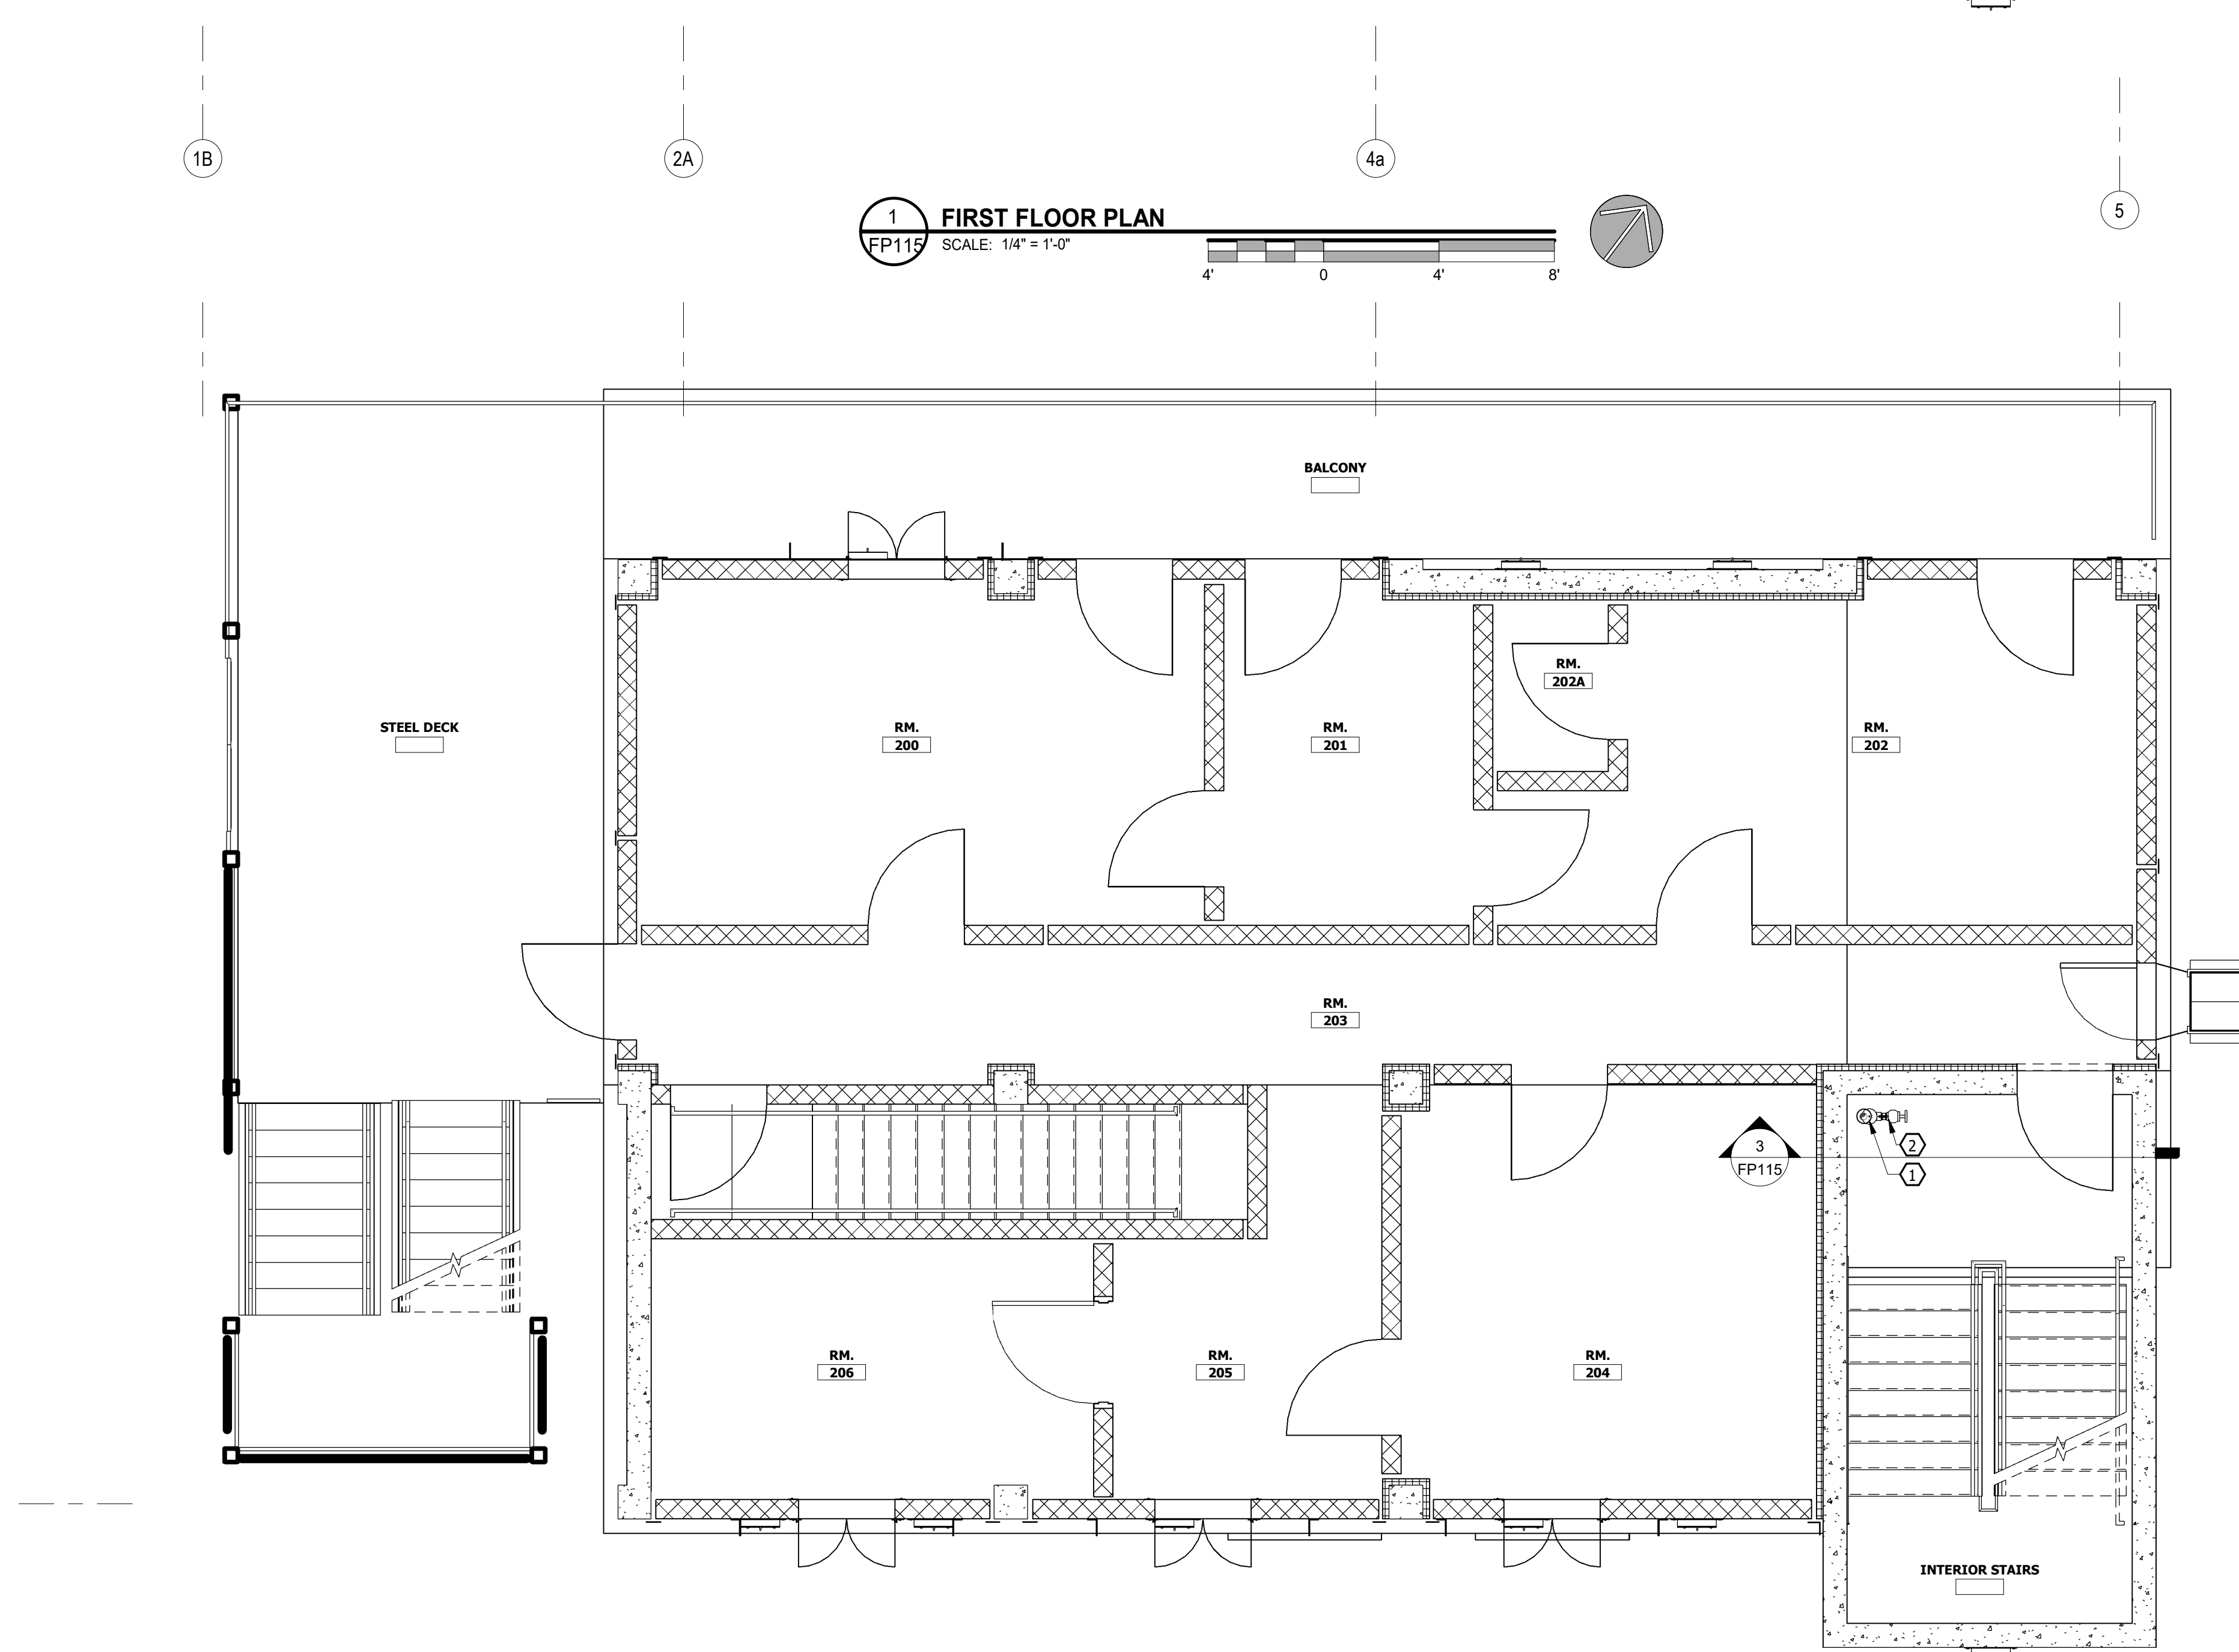 1B
2A
4a
5
1
FP115
FIRST FLOOR PLAN
SCALE: 1/4" = 1'-0"
4' 0 4' 8'
BALCONY
STEEL DECK
RM.
200
RM.
201
RM.
202A
RM.
202
RM.
203
3
FP115
2
1
RM.
206
RM.
205
RM.
204
INTERIOR STAIRS